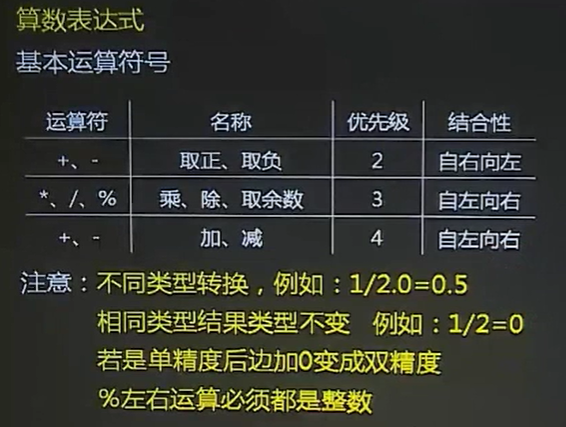 算数表达式
基本运算符号
运算符 名称 优先级 结合性
+、- 取正、取负 2 自右向左
*、/、% 乘、除、取余数 3 自左向右
+、- 加、减 4 自左向右
注意：不同类型转换，例如：1/2.0=0.5
相同类型结果类型不变 例如：1/2=0
若是单精度后边加0变成双精度
%左右运算必须都是整数